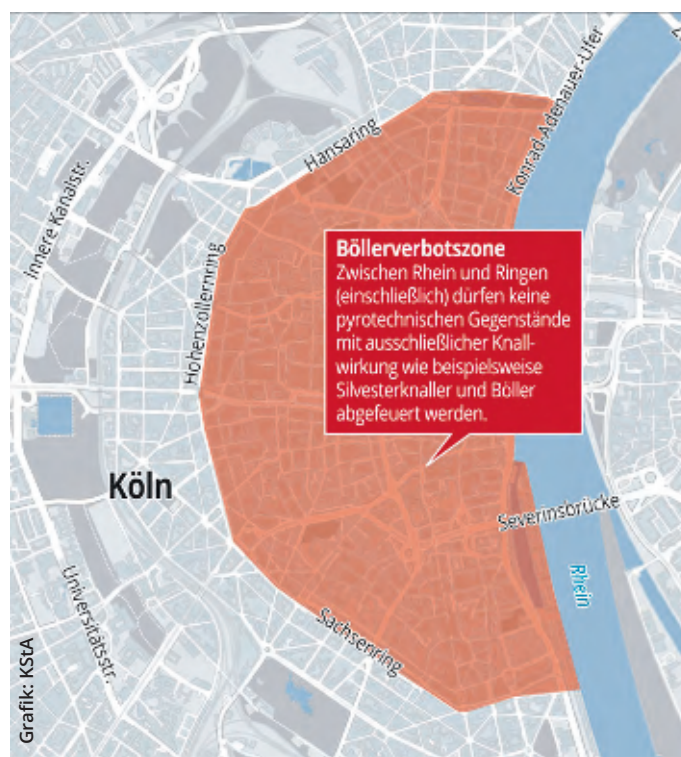 Konrad-Adenauer-Ufer
Hansaring
Innere Kanalstr.
Böllerverbotszone
Zwischen Rhein und Ringen
(einschließlich) dürfen keine
pyrotechnischen Gegenstände
mit ausschließlicher Knall-
wirkung wie beispielsweise
Silvesterknaller und Böller
abgefeuert werden.
Hohenzollernring
Köln
Severinsbrücke
Rhein
Universitätsstr.
Sachsenring
Grafik: KStA